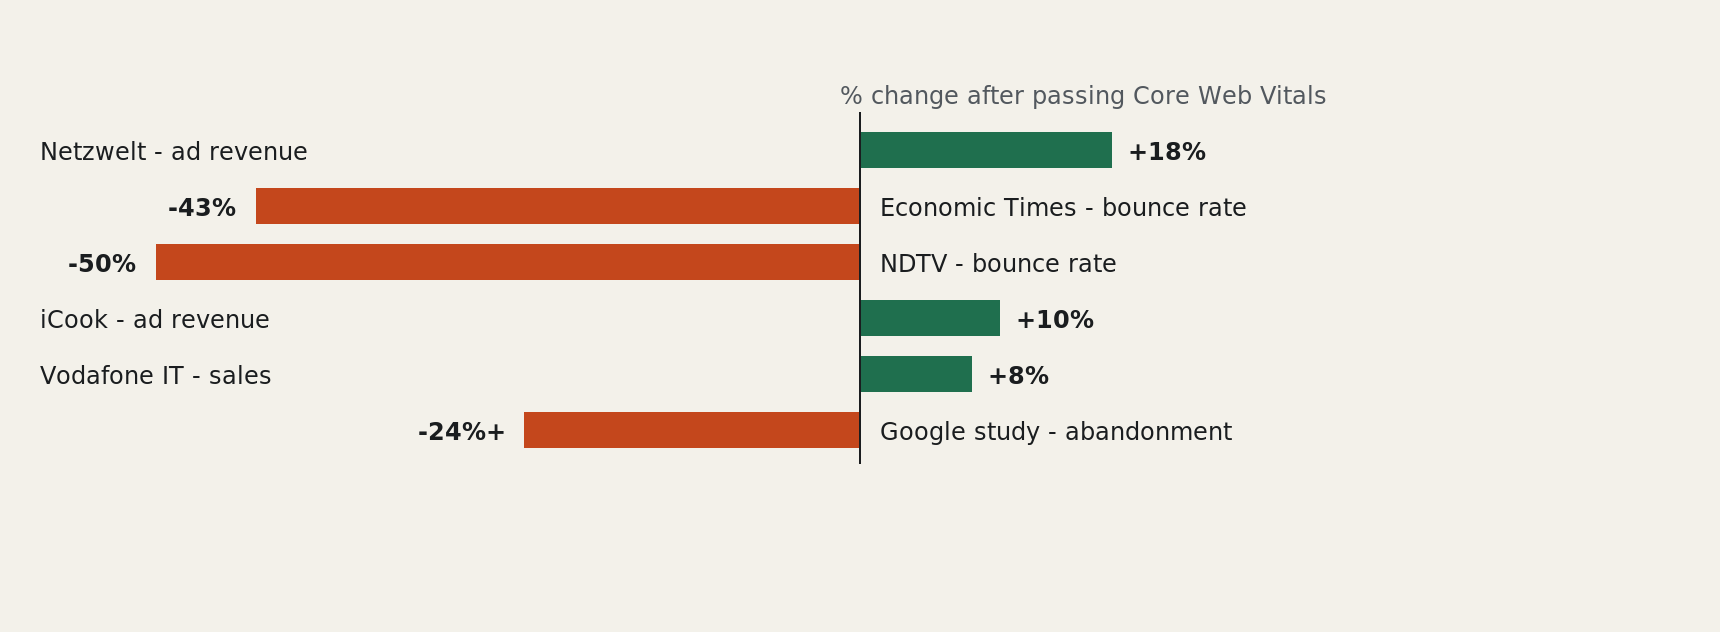 % change after passing Core Web Vitals
Netzwelt - ad revenue +18%
-43% Economic Times - bounce rate
-50% NDTV - bounce rate
iCook - ad revenue +10%
Vodafone IT - sales +8%
-24%+ Google study - abandonment